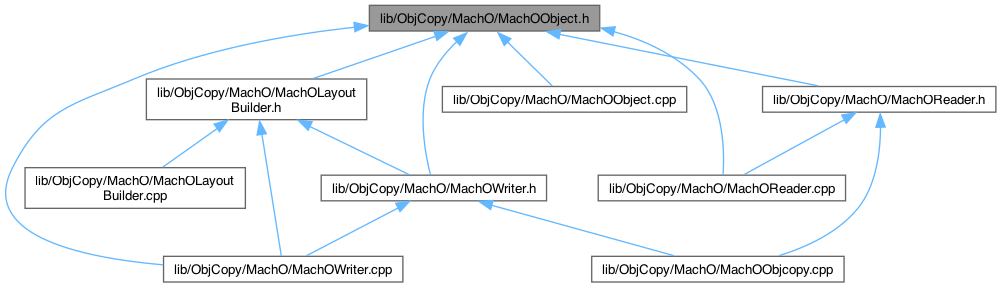 lib/ObjCopy/MachO/MachOObject.h
lib/ObjCopy/MachO/MachOLayout
Builder.h
lib/ObjCopy/MachO/MachOObject.cpp
lib/ObjCopy/MachO/MachOReader.h
lib/ObjCopy/MachO/MachOLayout
Builder.cpp
lib/ObjCopy/MachO/MachOWriter.h
lib/ObjCopy/MachO/MachOReader.cpp
lib/ObjCopy/MachO/MachOWriter.cpp
lib/ObjCopy/MachO/MachOObjcopy.cpp